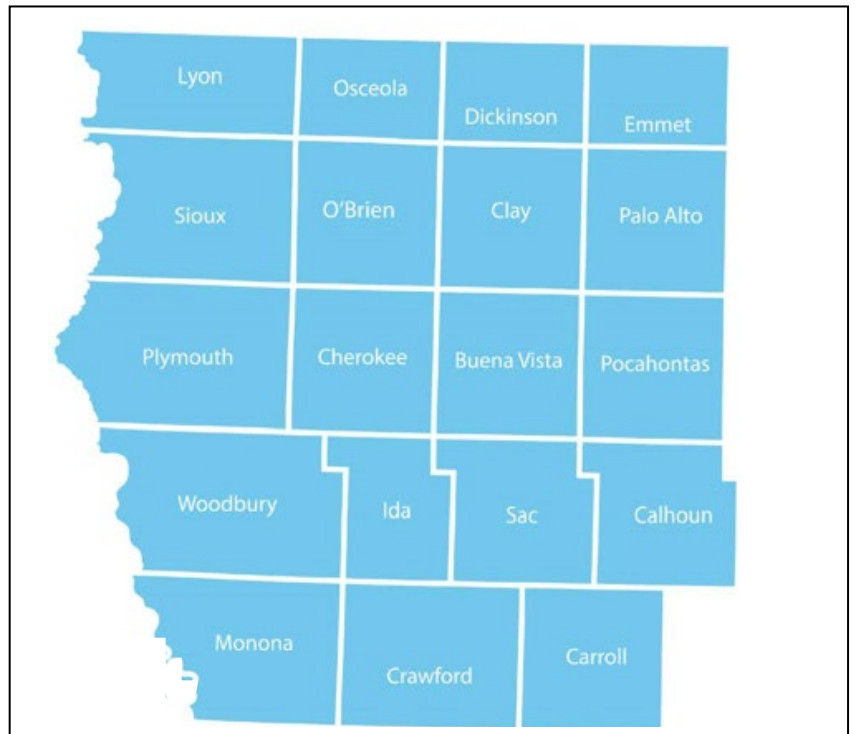 Lyon
Osceola
Dickinson
Emmet
Sioux
O'Brien
Clay
Palo Alto
Plymouth
Cherokee
Buena Vista
Pocahontas
Woodbury
Ida
Sac
Calhoun
Monona
Crawford
Carroll